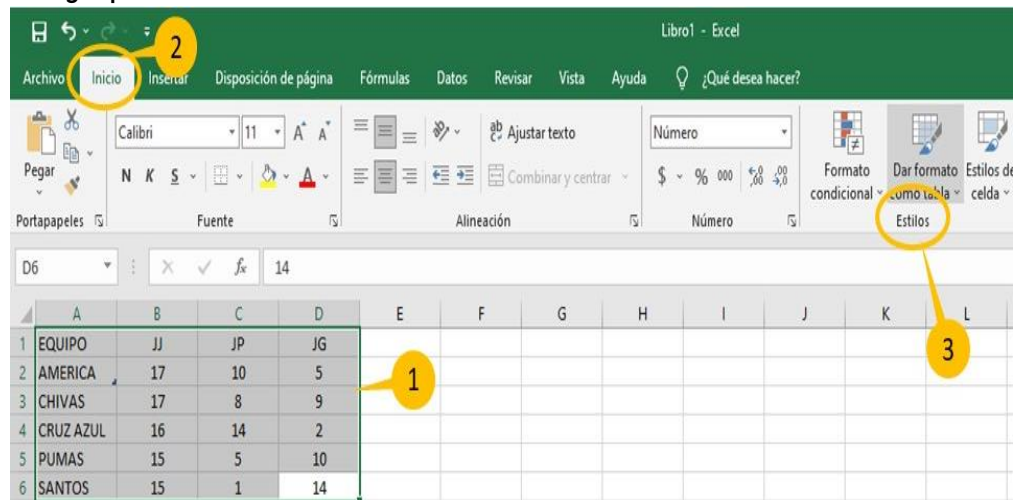 2
Libro1 - Excel
Archivo Inicio Insertar Disposición de página Fórmulas Datos Revisar Vista Ayuda ¿Qué desea hacer?
Calibri 11 A A Ajustar texto Número
Pegar N K S A Combinar y centrar $ % 000 Formato condicional Dar formato como tabla Estilos de celda
Portapapeles Fuente Alineación Número Estilos
D6 fx 14
A B C D E F G H I J K L
1 EQUIPO JJ JP JG
2 AMERICA 17 10 5
3 CHIVAS 17 8 9
4 CRUZ AZUL 16 14 2
5 PUMAS 15 5 10
6 SANTOS 15 1 14
1
3